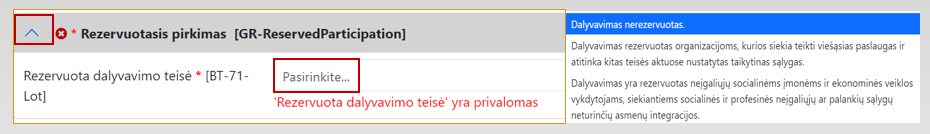 * Rezervuotasis pirkimas [GR-ReservedParticipation]
Rezervuota dalyvavimo teisė * [BT-71-
Lot]
Pasirinkite...
'Rezervuota dalyvavimo teisė' yra privalomas
Dalyvavimas nerezervuotas.
Dalyvavimas rezervuotas organizacijoms, kurios siekia teikti viešąsias paslaugas ir
atitinka kitas teisės aktuose nustatytas taikytinas sąlygas.
Dalyvavimas yra rezervuotas neįgaliųjų socialinėms įmonėms ir ekonominės veiklos
vykdytojams, siekiantiems socialinės ir profesinės neįgaliųjų ar palankių sąlygų
neturinčių asmenų integracijos.